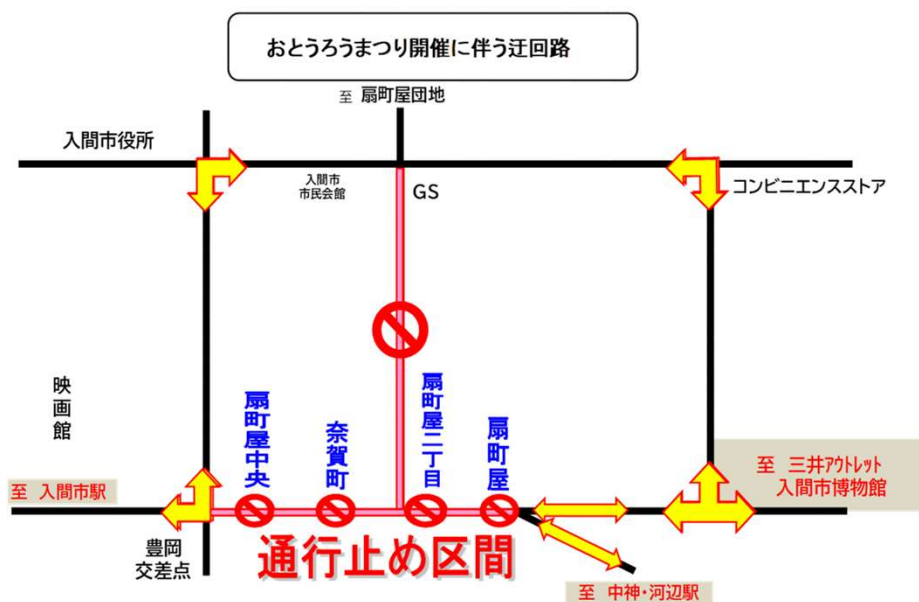 おとうろうまつり開催に伴う迂回路
至 扇町屋団地
入間市役所
入間市
市民会館
GS
コンビニエンスストア
映画館
扇町屋中央
奈賀町
扇町屋二丁目
扇町屋
至 三井アウトレット
入間市博物館
至 入間市駅
豊岡
交差点
通行止め区間
至 中神・河辺駅